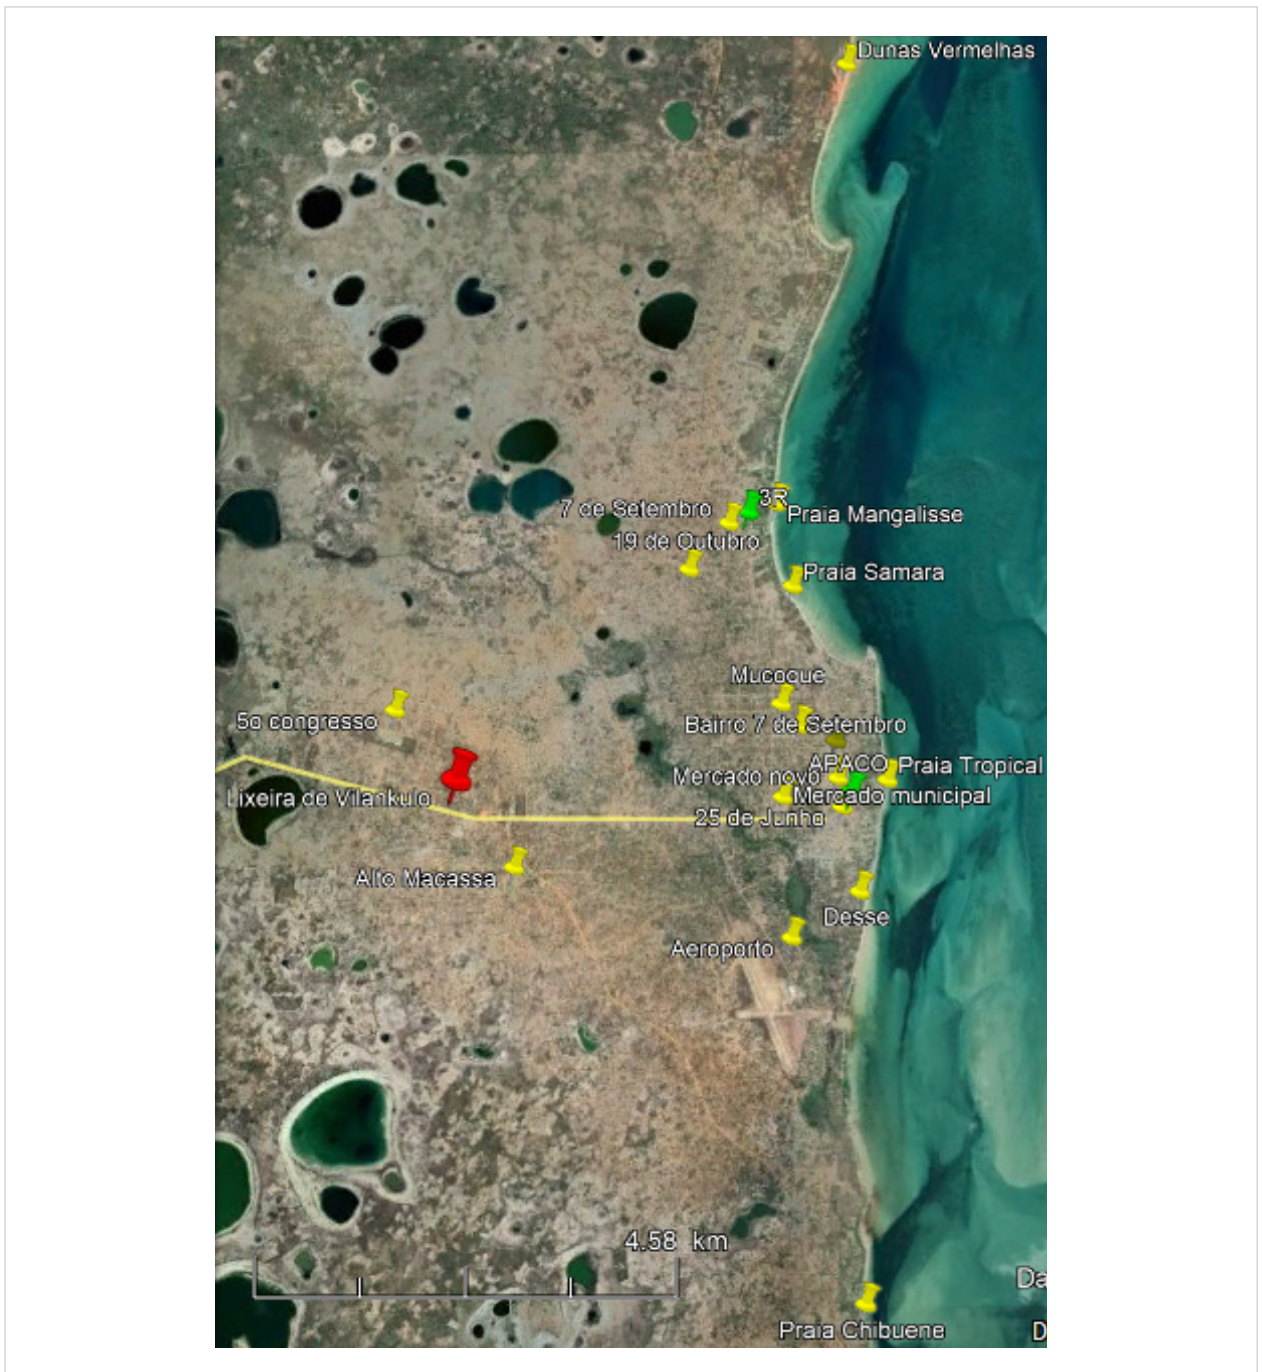 Dunas Vermelhas
3R
7 de Setembro
Praia Mangalisse
19 de Outubro
Praia Samara
Mucoque
5o congresso
Bairro 7 de Setembro
APACO
Praia Tropical
Mercado novo
Lixeira de Vilankulo
Mercado municipal
25 de Junho
Alto Macassa
Desse
Aeroporto
4.58 km
Da
Praia Chibuene
D